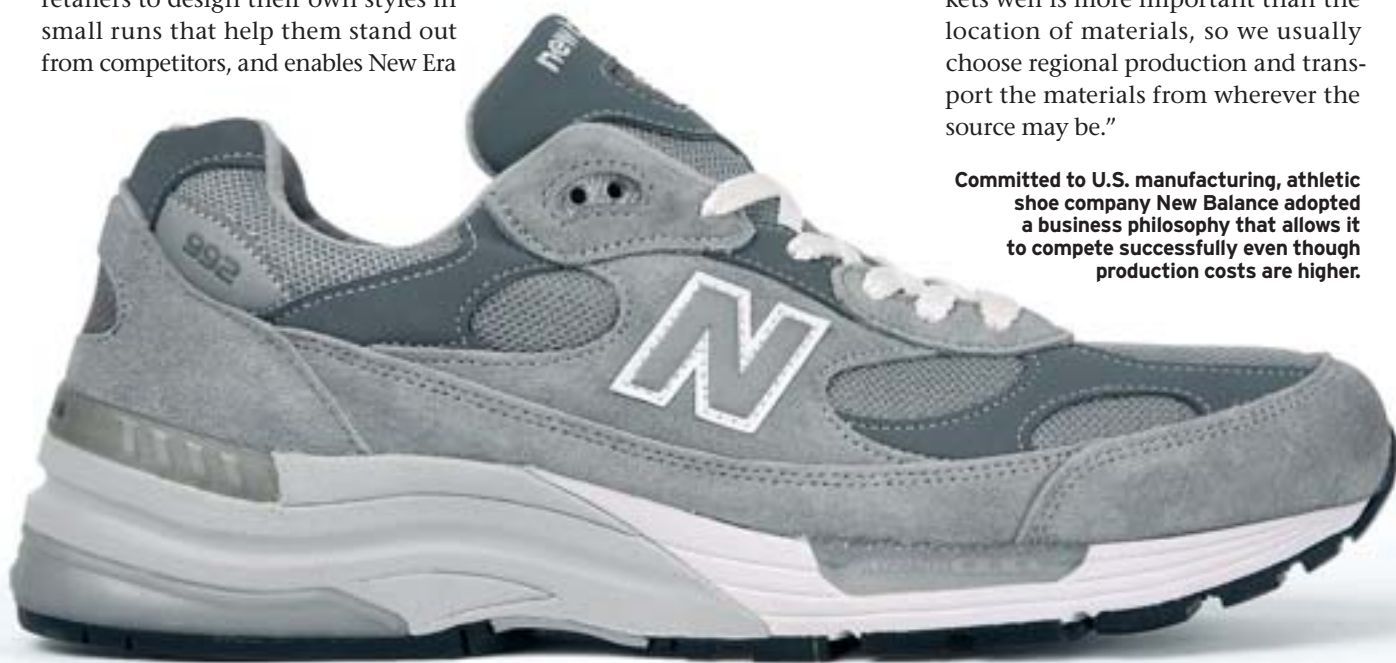 retailers to design their own styles in
small runs that help them stand out
from competitors, and enables New Era
kets well is more important than the
location of materials, so we usually
choose regional production and trans-
port the materials from wherever the
source may be.”
Committed to U.S. manufacturing, athletic
shoe company New Balance adopted
a business philosophy that allows it
to compete successfully even though
production costs are higher.
new
992
N